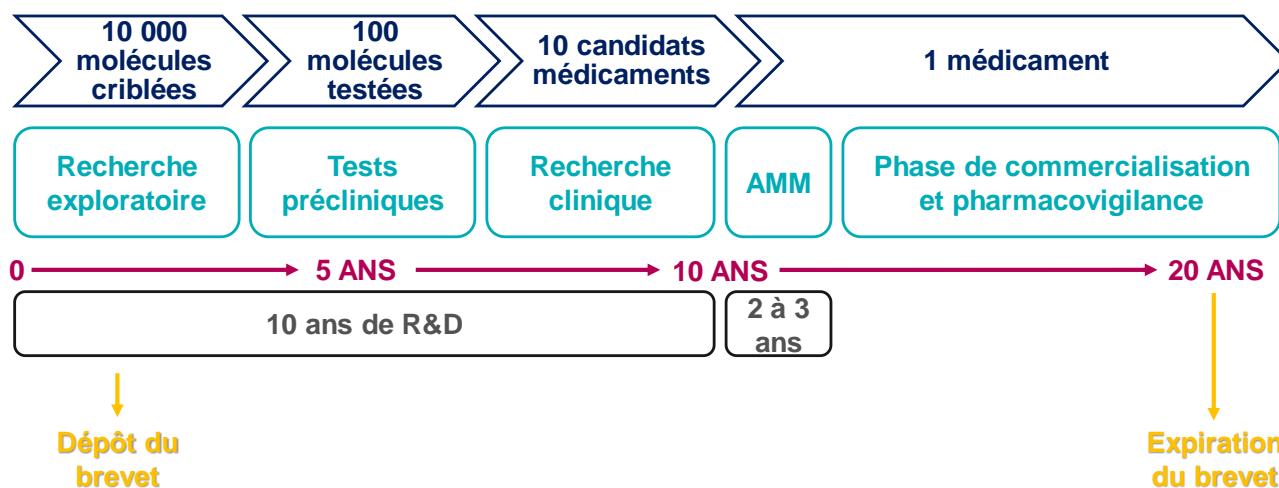 10 000
molécules
criblées
100
molécules
testées
10 candidats
médicaments
1 médicament
Recherche
exploratoire
Tests
précliniques
Recherche
clinique
AMM
Phase de commercialisation
et pharmacovigilance
0
5 ANS
10 ANS
20 ANS
10 ans de R&D
2 à 3
ans
Dépôt du
brevet
Expiration
du brevet